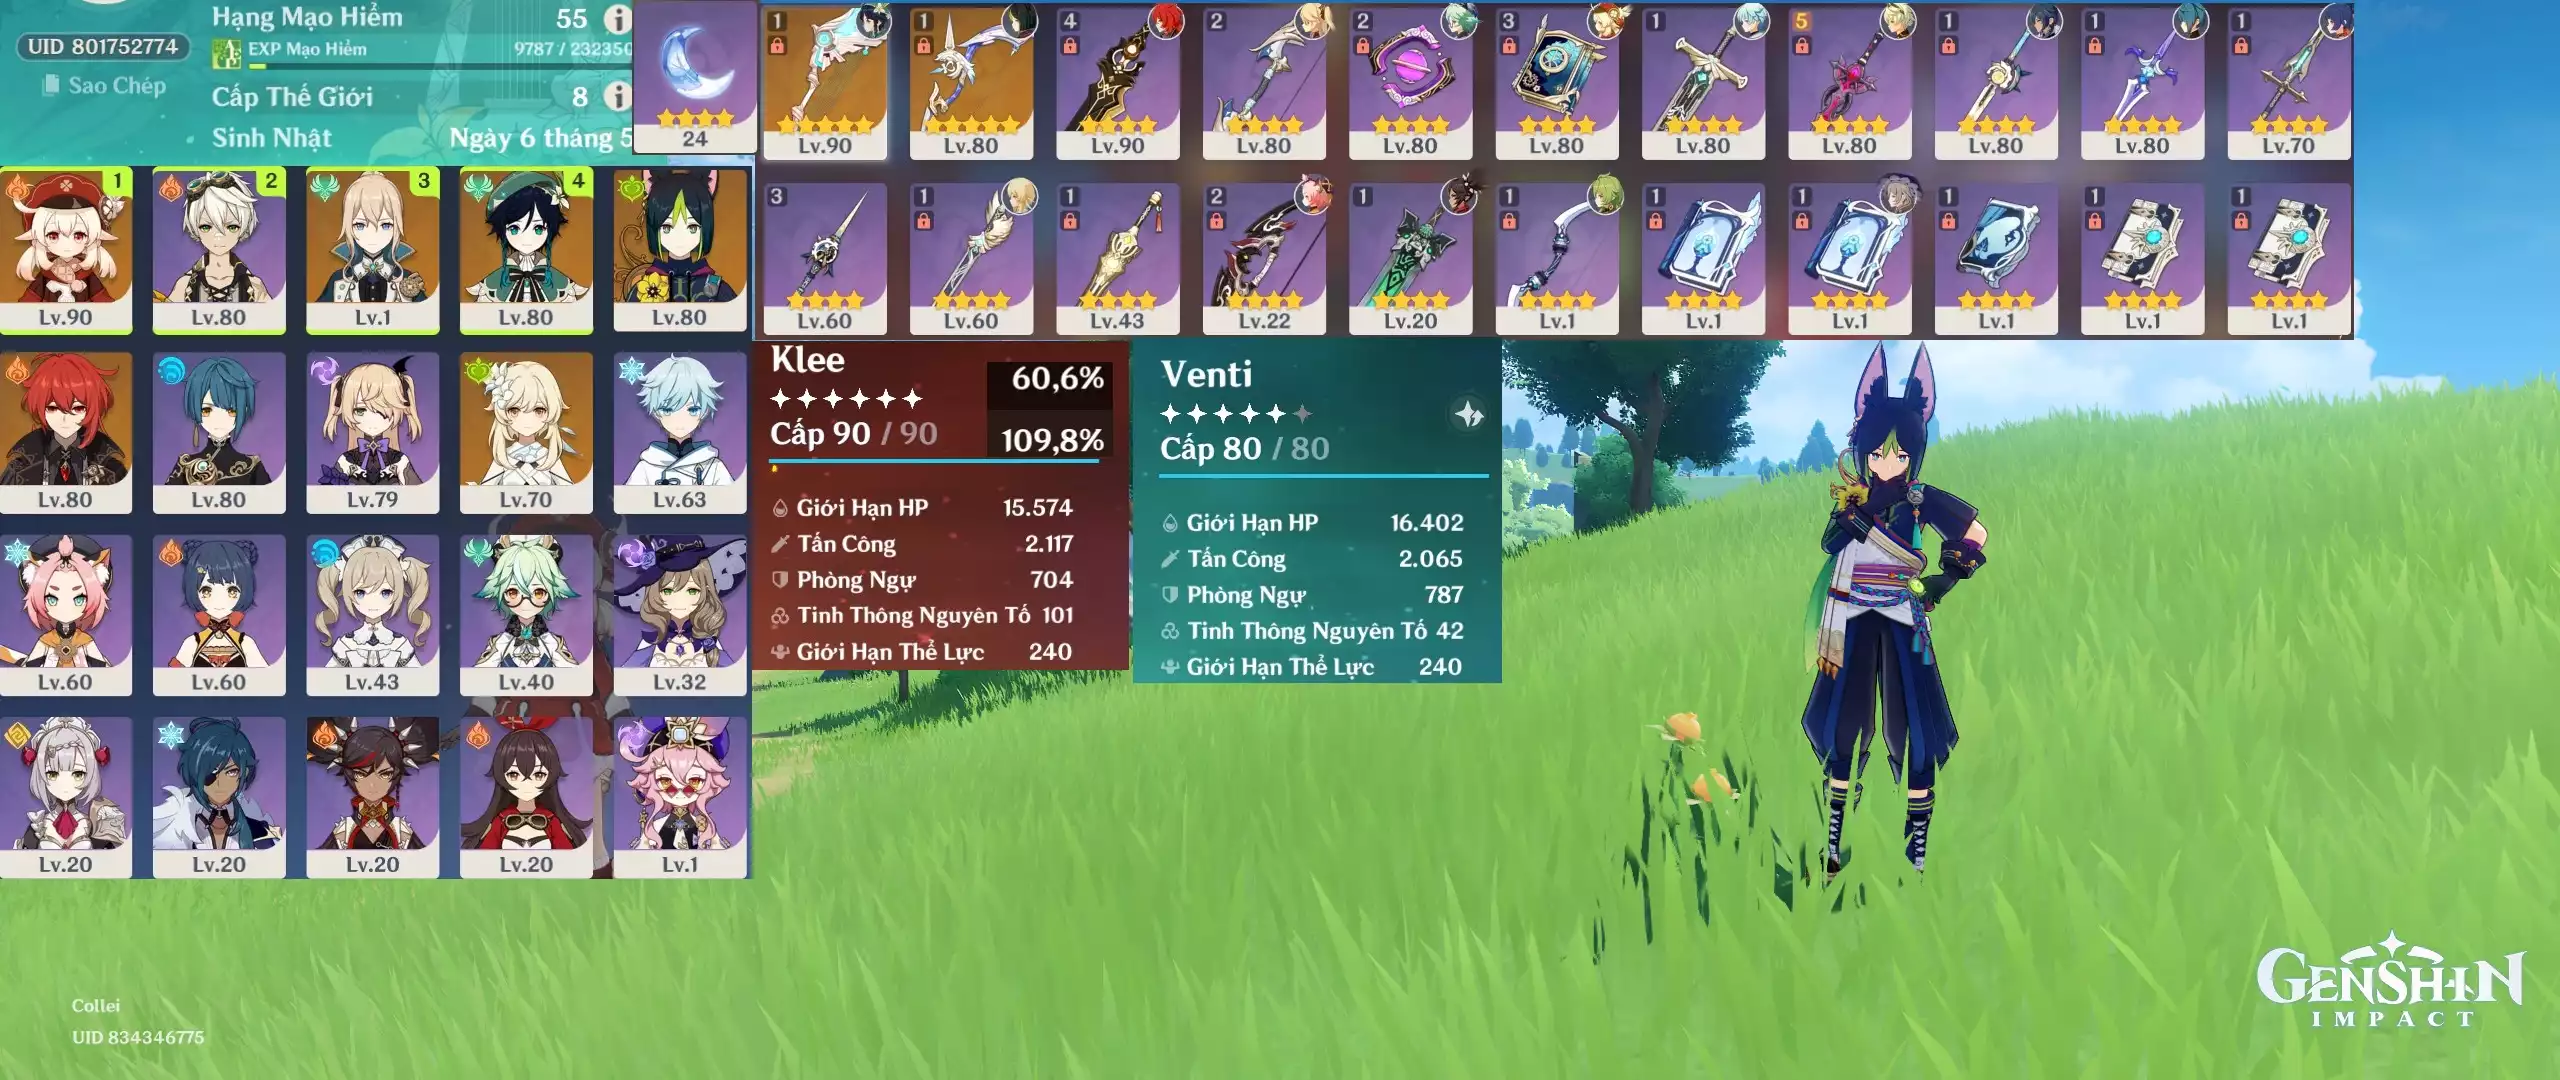 UID 801752774
Sao Chép
Hạng Mạo Hiểm 55
EXP Mạo Hiểm 9787 / 232350
Cấp Thế Giới 8
Sinh Nhật Ngày 6 tháng 5
24
1 Lv.90
1 Lv.80
4 Lv.90
2 Lv.80
2 Lv.80
3 Lv.80
1 Lv.80
5 Lv.80
1 Lv.80
1 Lv.80
1 Lv.70
3 Lv.60
1 Lv.60
1 Lv.43
2 Lv.22
1 Lv.20
1 Lv.1
1 Lv.1
1 Lv.1
1 Lv.1
1 Lv.1
1 Lv.1
1 Lv.90
2 Lv.80
3 Lv.1
4 Lv.80
Lv.80
Lv.80
Lv.80
Lv.79
Lv.70
Lv.63
Lv.60
Lv.60
Lv.43
Lv.40
Lv.32
Lv.20
Lv.20
Lv.20
Lv.20
Lv.1
Klee
60,6%
Cấp 90 / 90
109,8%
Giới Hạn HP 15.574
Tấn Công 2.117
Phòng Ngự 704
Tinh Thông Nguyên Tố 101
Giới Hạn Thể Lực 240
Venti
Cấp 80 / 80
Giới Hạn HP 16.402
Tấn Công 2.065
Phòng Ngự 787
Tinh Thông Nguyên Tố 42
Giới Hạn Thể Lực 240
Collei
UID 834346775
GENSHIN
IMPACT